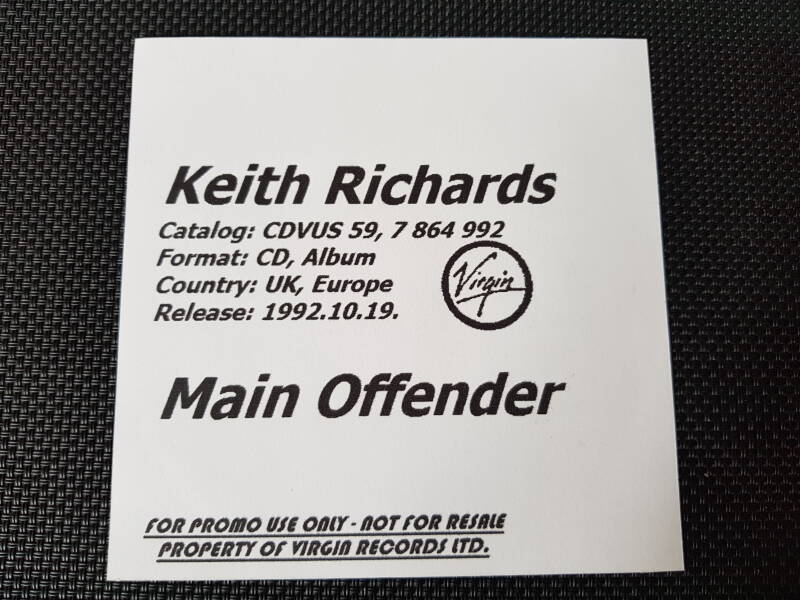 Keith Richards
Catalog: CDVUS 59, 7 864 992
Format: CD, Album
Country: UK, Europe
Release: 1992.10.19.
Virgin
Main Offender
FOR PROMO USE ONLY - NOT FOR RESALE
PROPERTY OF VIRGIN RECORDS LTD.